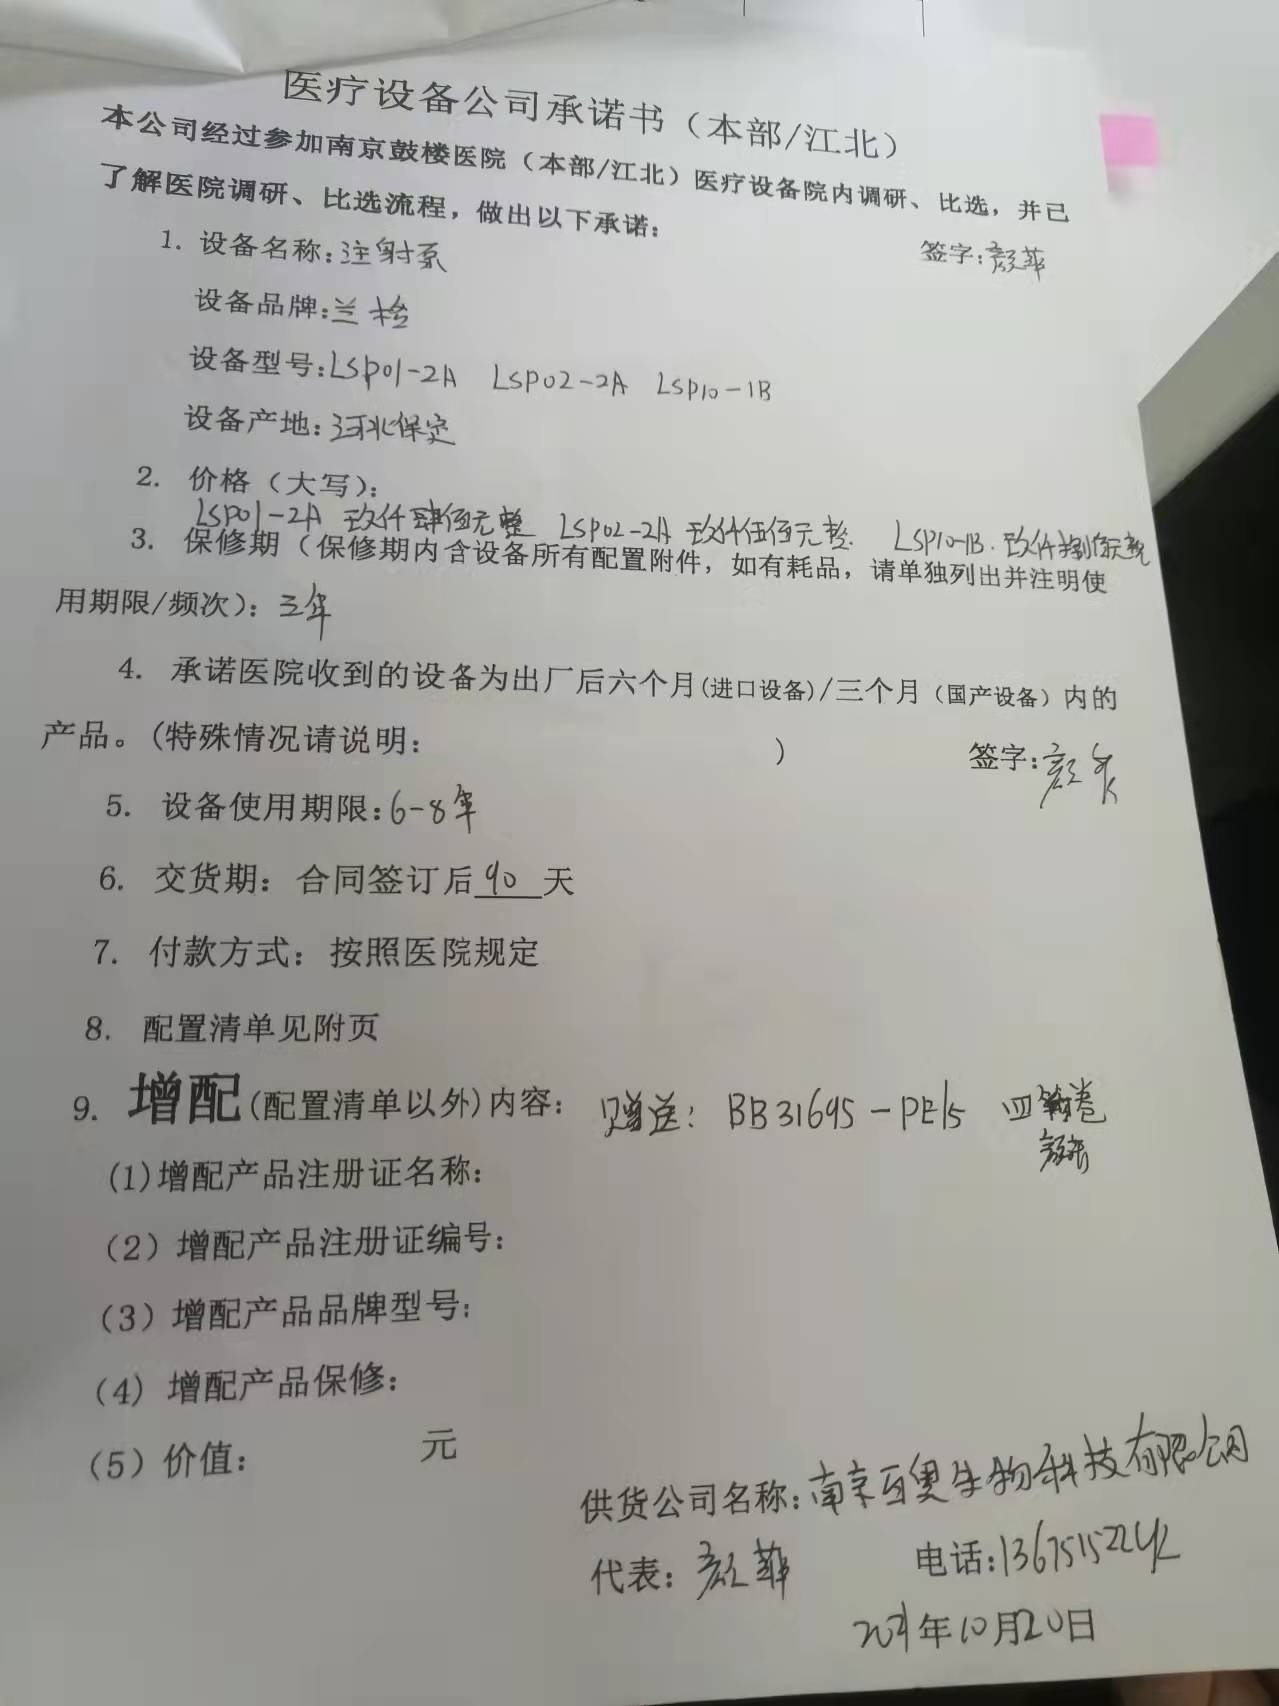 医疗设备公司承诺书（本部/江北）
本公司经过参加南京鼓楼医院（本部/江北）医疗设备院内调研、比选，并已
了解医院调研、比选流程，做出以下承诺：
1. 设备名称：注射泵 签字：颜菲
设备品牌：兰格
设备型号：LSP01-2A LSP02-2A LSP10-1B
设备产地：河北保定
2. 价格（大写）：
LSP01-2A 玖仟肆佰元整 LSP02-2A 玖仟伍佰元整. LSP10-1B. 玖仟捌佰元整
3. 保修期（保修期内含设备所有配置附件，如有耗品，请单独列出并注明使
用期限/频次）：三年
4. 承诺医院收到的设备为出厂后六个月(进口设备)/三个月（国产设备）内的
产品。(特殊情况请说明： ) 签字：颜
5. 设备使用期限：6-8年
6. 交货期：合同签订后90天
7. 付款方式：按照医院规定
8. 配置清单见附页
9. 增配(配置清单以外)内容： 赠送：BB31695-PE/5 四 卷
(1)增配产品注册证名称：
（2）增配产品注册证编号：
（3）增配产品品牌型号：
（4）增配产品保修：
（5）价值： 元
供货公司名称：南京百奥生物科技有限公司
代表：颜菲 电话：
2021年10月20日